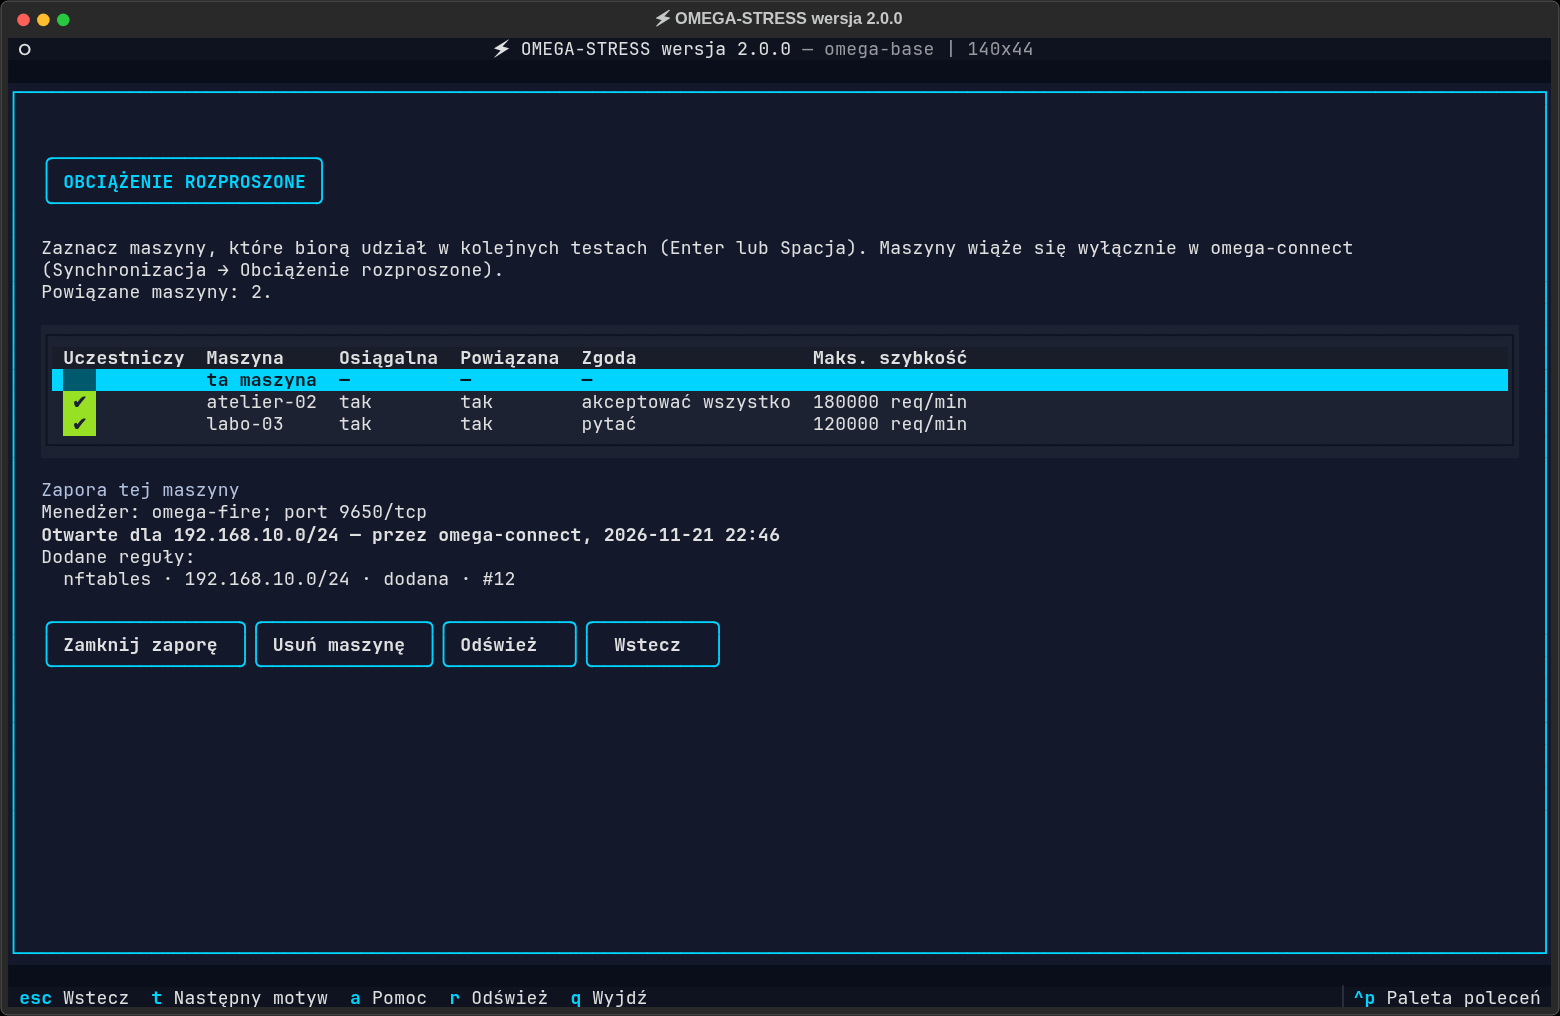 ⚡ OMEGA-STRESS wersja 2.0.0
⚡ OMEGA-STRESS wersja 2.0.0 — omega-base | 140x44
OBCIĄŻENIE ROZPROSZONE
Zaznacz maszyny, które biorą udział w kolejnych testach (Enter lub Spacja). Maszyny wiąże się wyłącznie w omega-connect
(Synchronizacja → Obciążenie rozproszone).
Powiązane maszyny: 2.
Uczestniczy Maszyna Osiągalna Powiązana Zgoda Maks. szybkość
ta maszyna — — —
✔ atelier-02 tak tak akceptować wszystko 180000 req/min
✔ labo-03 tak tak pytać 120000 req/min
Zapora tej maszyny
Menedżer: omega-fire; port 9650/tcp
Otwarte dla 192.168.10.0/24 — przez omega-connect, 2026-11-21 22:46
Dodane reguły:
nftables · 192.168.10.0/24 · dodana · #12
Zamknij zaporę Usuń maszynę Odśwież Wstecz
esc Wstecz t Następny motyw a Pomoc r Odśwież q Wyjdź ^p Paleta poleceń